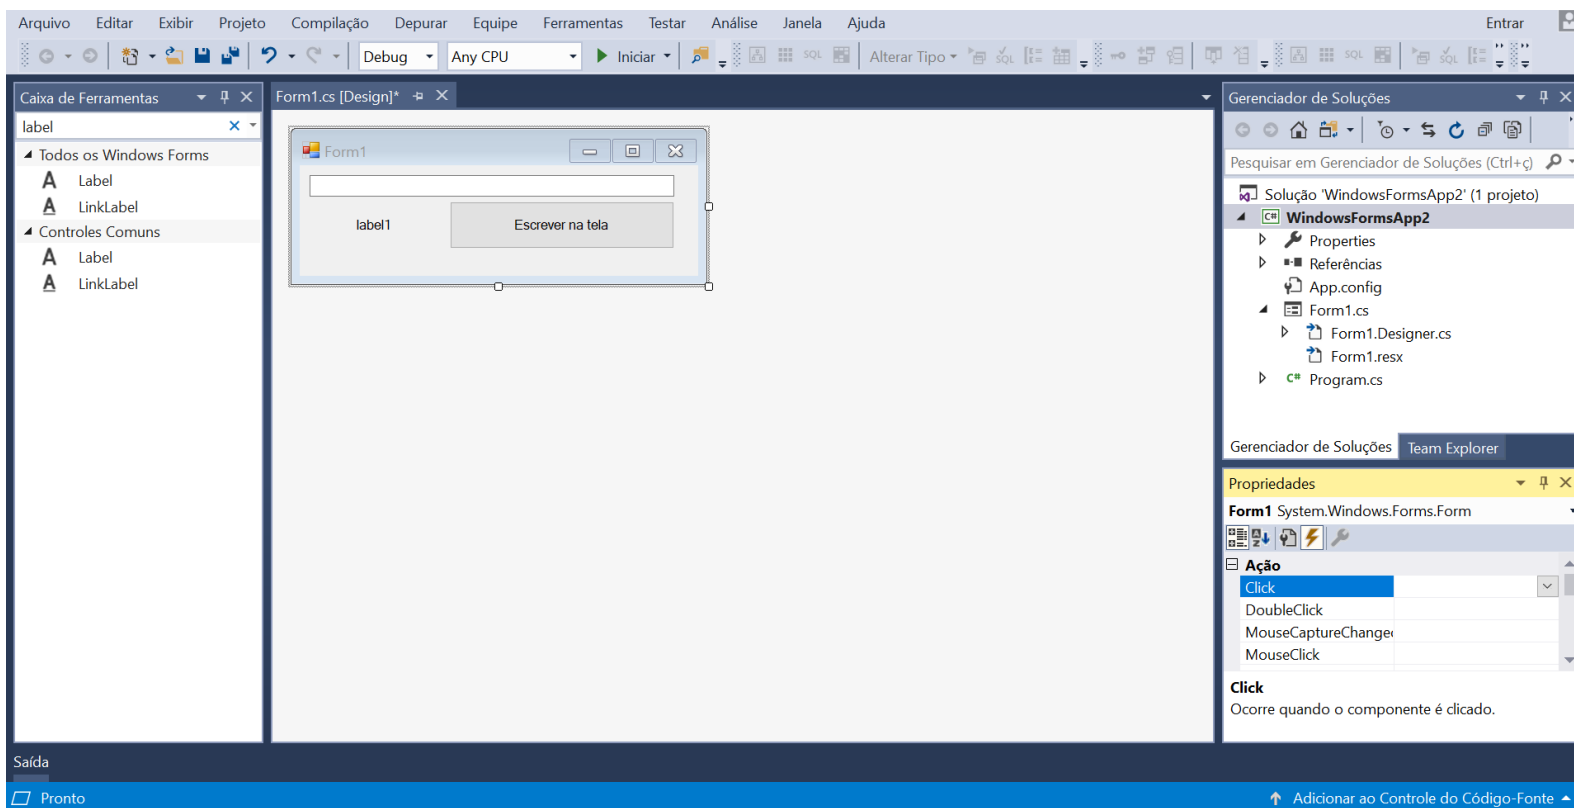 Arquivo Editar Exibir Projeto Compilação Depurar Equipe Ferramentas Testar Análise Janela Ajuda Entrar
Debug Any CPU Iniciar SQL Alterar Tipo SQL SQL SQL
Caixa de Ferramentas
label
Todos os Windows Forms
A Label
A LinkLabel
Controles Comuns
A Label
A LinkLabel
Form1.cs [Design]*
Form1
label1 Escrever na tela
Gerenciador de Soluções
Pesquisar em Gerenciador de Soluções (Ctrl+ç)
Solução 'WindowsFormsApp2' (1 projeto)
C# WindowsFormsApp2
Properties
Referências
App.config
Form1.cs
Form1.Designer.cs
Form1.resx
C# Program.cs
Gerenciador de Soluções Team Explorer
Propriedades
Form1 System.Windows.Forms.Form
Ação
Click
DoubleClick
MouseCaptureChange
MouseClick
Click
Ocorre quando o componente é clicado.
Saída
Pronto Adicionar ao Controle do Código-Fonte